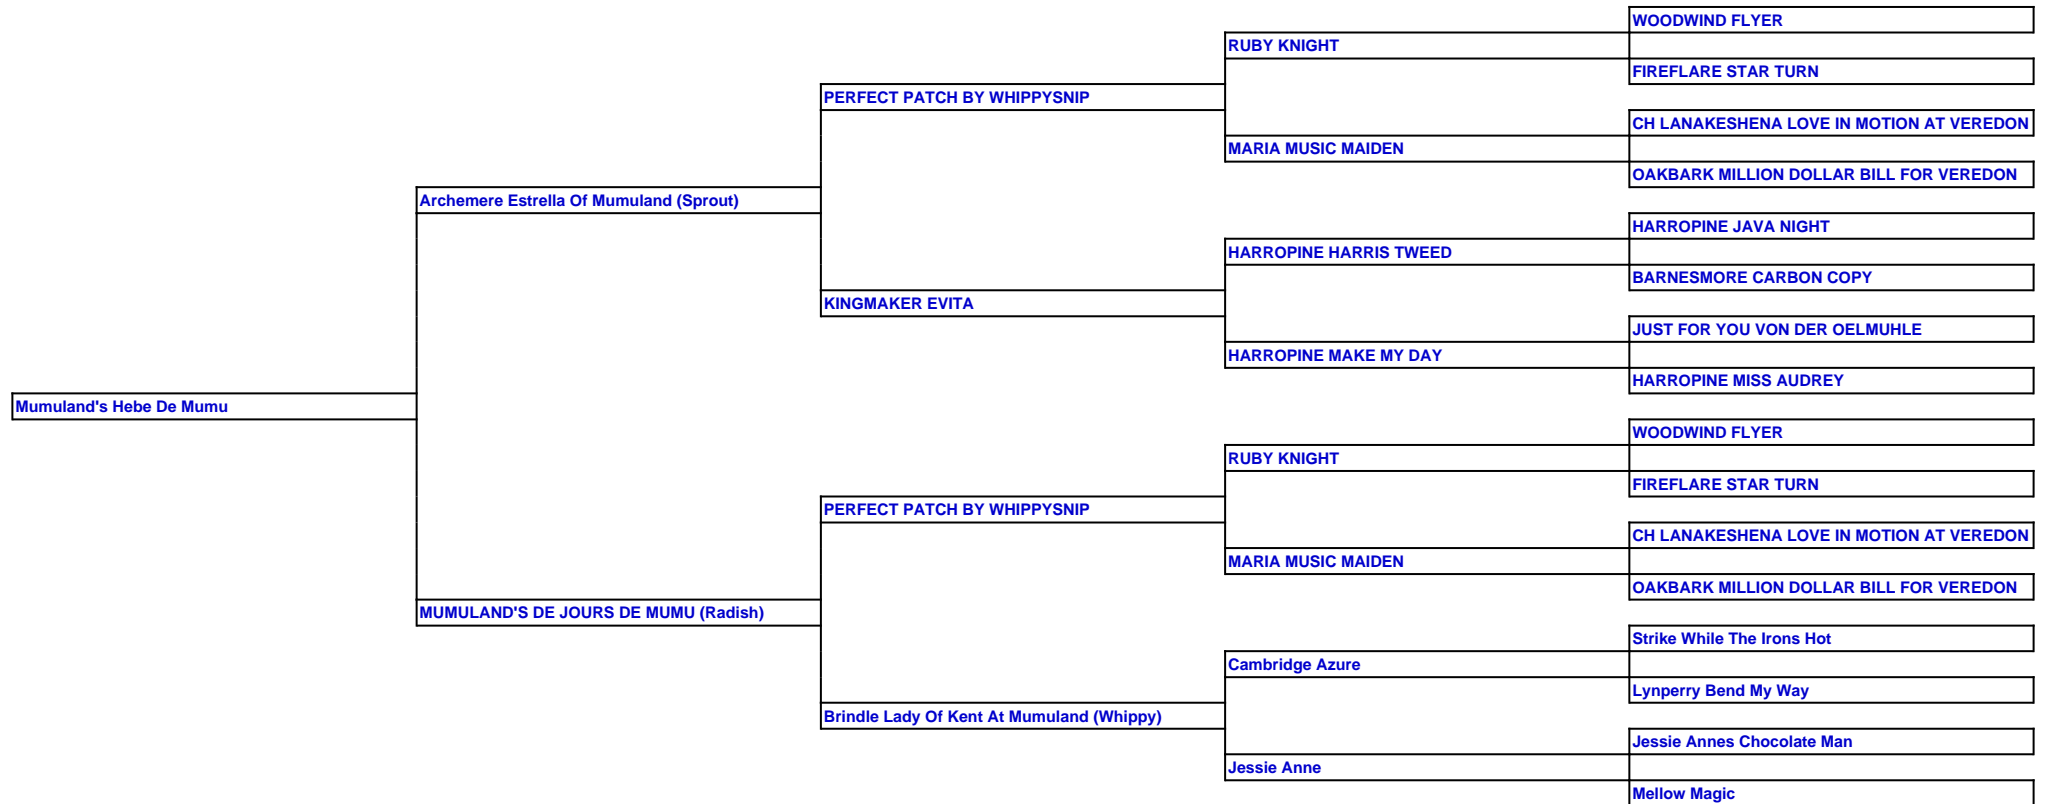 WOODWIND FLYER
RUBY KNIGHT
FIREFLARE STAR TURN
PERFECT PATCH BY WHIPPYSNIP
CH LANAKESHENA LOVE IN MOTION AT VEREDON
MARIA MUSIC MAIDEN
OAKBARK MILLION DOLLAR BILL FOR VEREDON
Archemere Estrella Of Mumuland (Sprout)
HARROPINE JAVA NIGHT
HARROPINE HARRIS TWEED
BARNESMORE CARBON COPY
KINGMAKER EVITA
JUST FOR YOU VON DER OELMUHLE
HARROPINE MAKE MY DAY
HARROPINE MISS AUDREY
Mumuland's Hebe De Mumu
WOODWIND FLYER
RUBY KNIGHT
FIREFLARE STAR TURN
PERFECT PATCH BY WHIPPYSNIP
CH LANAKESHENA LOVE IN MOTION AT VEREDON
MARIA MUSIC MAIDEN
OAKBARK MILLION DOLLAR BILL FOR VEREDON
MUMULAND'S DE JOURS DE MUMU (Radish)
Strike While The Irons Hot
Cambridge Azure
Lynperry Bend My Way
Brindle Lady Of Kent At Mumuland (Whippy)
Jessie Annes Chocolate Man
Jessie Anne
Mellow Magic